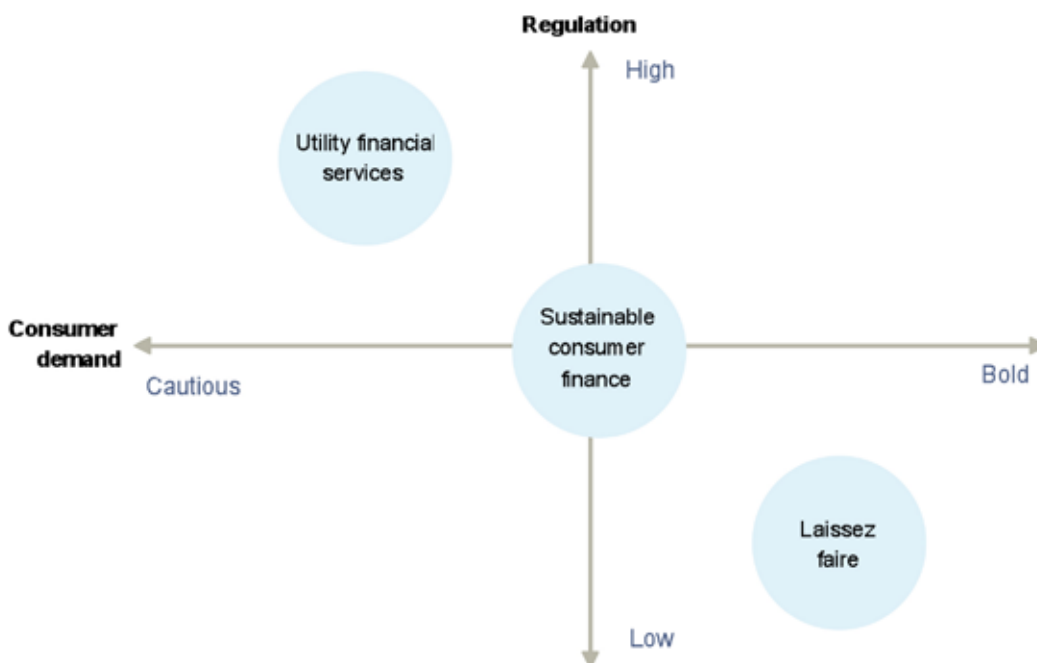 Regulation
High
Utility financial
services
Sustainable
consumer
finance
Consumer
demand
Cautious
Bold
Laissez
faire
Low